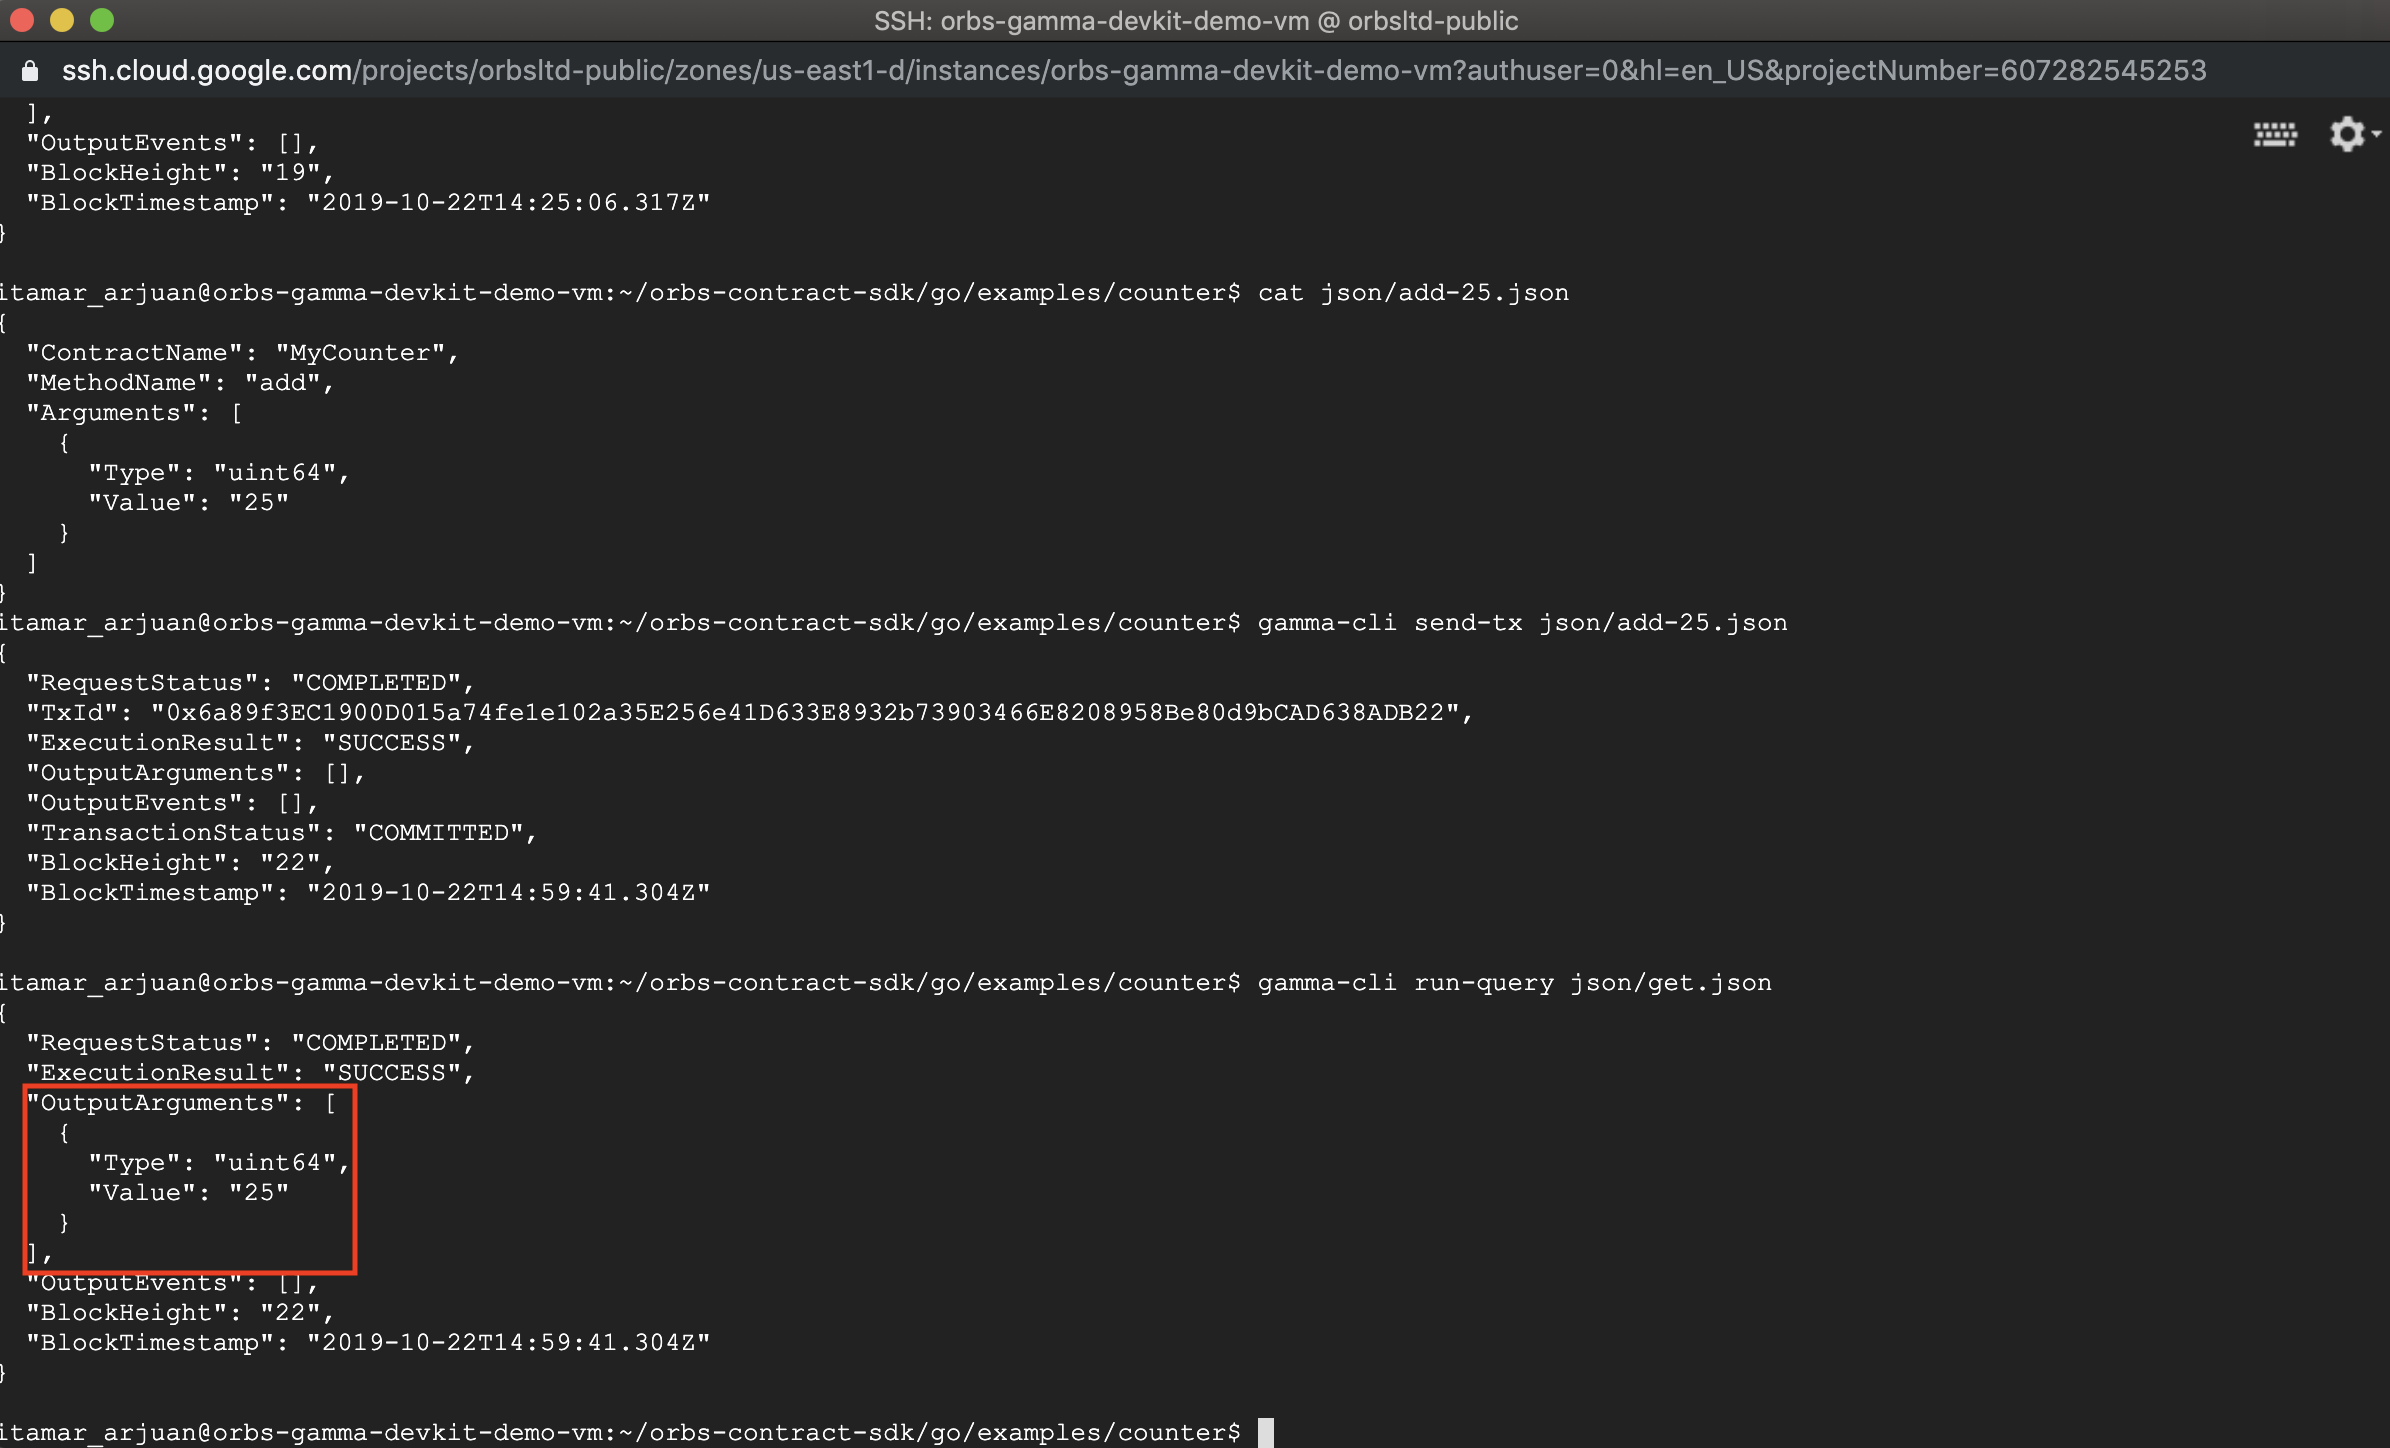 SSH: orbs-gamma-devkit-demo-vm @ orbsltd-public
ssh.cloud.google.com/projects/orbsltd-public/zones/us-east1-d/instances/orbs-gamma-devkit-demo-vm?authuser=0&hl=en_US&projectNumber=607282545253
  ],
  "OutputEvents": [],
  "BlockHeight": "19",
  "BlockTimestamp": "2019-10-22T14:25:06.317Z"
}

itamar_arjuan@orbs-gamma-devkit-demo-vm:~/orbs-contract-sdk/go/examples/counter$ cat json/add-25.json
{
  "ContractName": "MyCounter",
  "MethodName": "add",
  "Arguments": [
    {
      "Type": "uint64",
      "Value": "25"
    }
  ]
}
itamar_arjuan@orbs-gamma-devkit-demo-vm:~/orbs-contract-sdk/go/examples/counter$ gamma-cli send-tx json/add-25.json
{
  "RequestStatus": "COMPLETED",
  "TxId": "0x6a89f3EC1900D015a74fe1e102a35E256e41D633E8932b73903466E8208958Be80d9bCAD638ADB22",
  "ExecutionResult": "SUCCESS",
  "OutputArguments": [],
  "OutputEvents": [],
  "TransactionStatus": "COMMITTED",
  "BlockHeight": "22",
  "BlockTimestamp": "2019-10-22T14:59:41.304Z"
}

itamar_arjuan@orbs-gamma-devkit-demo-vm:~/orbs-contract-sdk/go/examples/counter$ gamma-cli run-query json/get.json
{
  "RequestStatus": "COMPLETED",
  "ExecutionResult": "SUCCESS",
  "OutputArguments": [
    {
      "Type": "uint64",
      "Value": "25"
    }
  ],
  "OutputEvents": [],
  "BlockHeight": "22",
  "BlockTimestamp": "2019-10-22T14:59:41.304Z"
}

itamar_arjuan@orbs-gamma-devkit-demo-vm:~/orbs-contract-sdk/go/examples/counter$